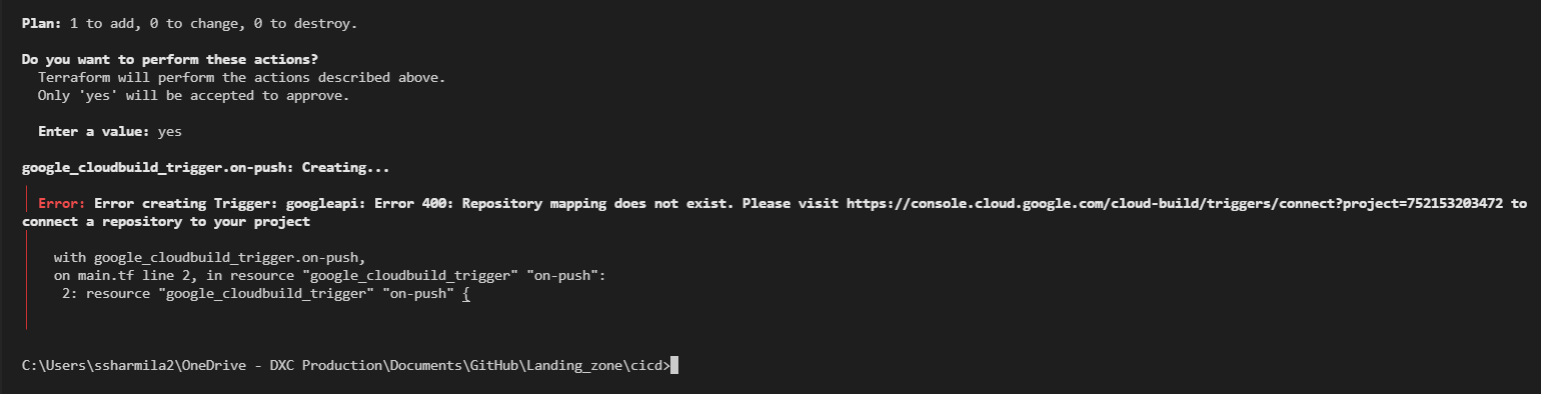 Plan: 1 to add, 0 to change, 0 to destroy.
Do you want to perform these actions?
Terraform will perform the actions described above.
Only 'yes' will be accepted to approve.
Enter a value: yes
google_cloudbuild_trigger.on-push: Creating...
Error: Error creating Trigger: googleapi: Error 400: Repository mapping does not exist. Please visit https://console.cloud.google.com/cloud-build/triggers/connect?project=752153203472 to
connect a repository to your project
with google_cloudbuild_trigger.on-push,
on main.tf line 2, in resource "google_cloudbuild_trigger" "on-push":
2: resource "google_cloudbuild_trigger" "on-push" {
C:\Users\ssharmila2\OneDrive - DXC Production\Documents\GitHub\Landing_zone\cicd>